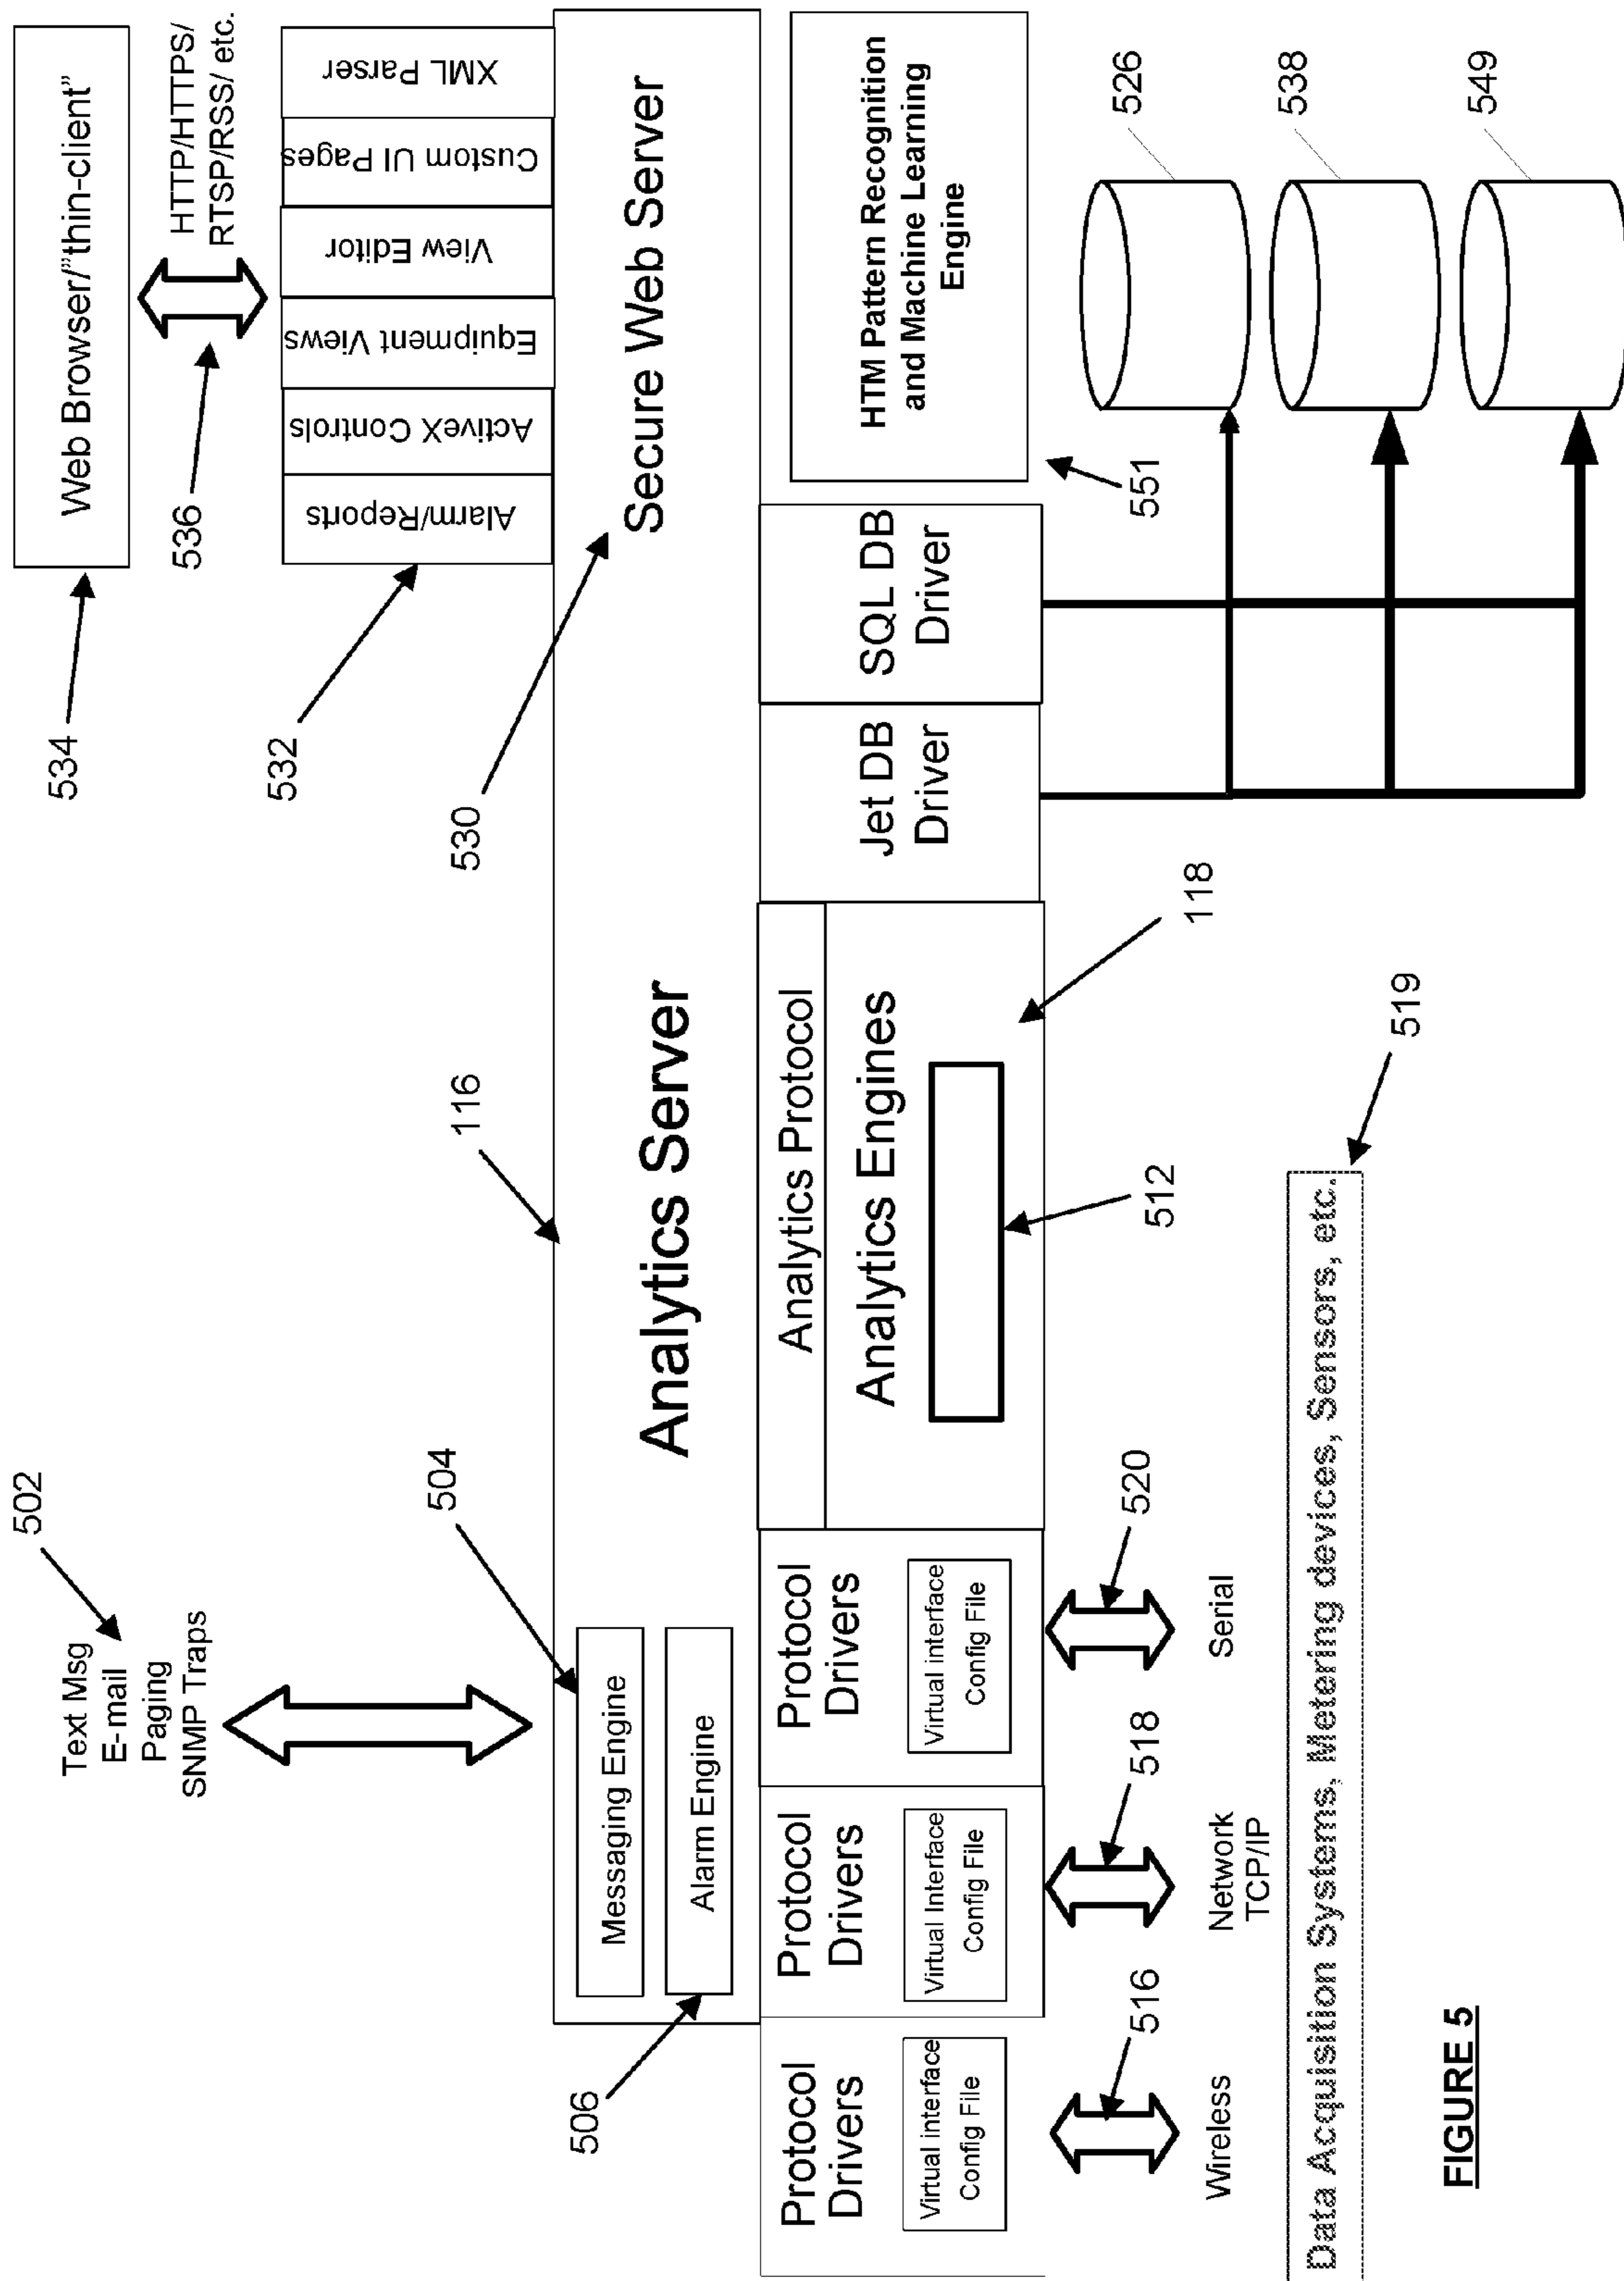 502
Text Msg
E-mail
Paging
SNMP Traps
504
506
Messaging Engine
Alarm Engine
116
Analytics Server
534
Web Browser/"thin-client"
536
HTTP/HTTPS/
RTSP/RSS/ etc.
532
Alarm/Reports
ActiveX Controls
Equipment Views
View Editor
Custom UI Pages
XML Parser
530
Secure Web Server
Protocol
Drivers
Virtual interface
Config File
Protocol
Drivers
Virtual Interface
Config File
Protocol
Drivers
Virtual interface
Config File
Analytics Protocol
Analytics Engines
512
118
Jet DB
Driver
SQL DB
Driver
HTM Pattern Recognition
and Machine Learning
Engine
551
526
538
549
516
Wireless
518
Network
TCP/IP
520
Serial
519
Data Acquisition Systems, Metering devices, Sensors, etc.
FIGURE 5